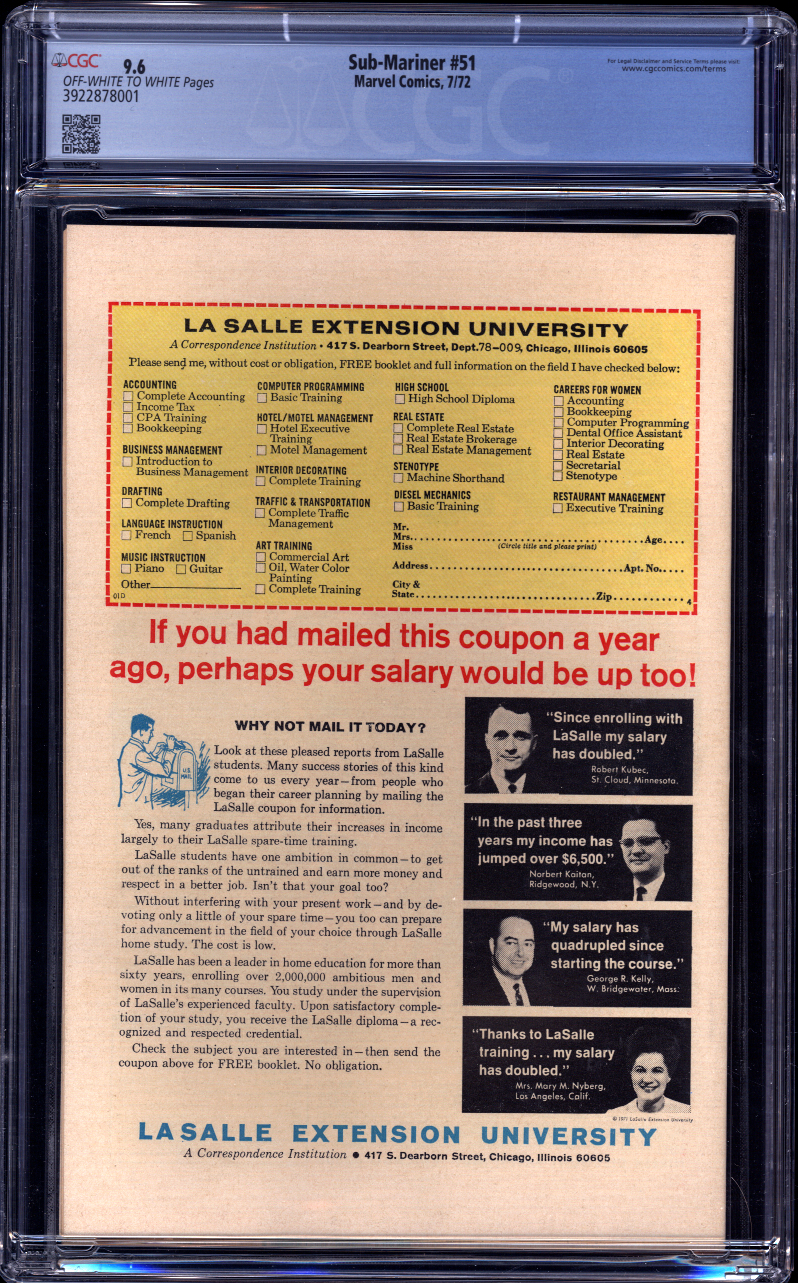 CGC 9.6
OFF-WHITE TO WHITE Pages
3922878001
Sub-Mariner #51
Marvel Comics, 7/72
For Legal Disclaimer and Service Terms please visit:
www.cgccomics.com/terms
CGC
LA SALLE EXTENSION UNIVERSITY
A Correspondence Institution • 417 S. Dearborn Street, Dept.78-009, Chicago, Illinois 60605
Please send me, without cost or obligation, FREE booklet and full information on the field I have checked below:
ACCOUNTING
Complete Accounting
Income Tax
CPA Training
Bookkeeping
BUSINESS MANAGEMENT
Introduction to
Business Management
DRAFTING
Complete Drafting
LANGUAGE INSTRUCTION
French Spanish
MUSIC INSTRUCTION
Piano Guitar
Other
01D
COMPUTER PROGRAMMING
Basic Training
HOTEL/MOTEL MANAGEMENT
Hotel Executive
Training
Motel Management
INTERIOR DECORATING
Complete Training
TRAFFIC & TRANSPORTATION
Complete Traffic
Management
ART TRAINING
Commercial Art
Oil, Water Color
Painting
Complete Training
HIGH SCHOOL
High School Diploma
REAL ESTATE
Complete Real Estate
Real Estate Brokerage
Real Estate Management
STENOTYPE
Machine Shorthand
DIESEL MECHANICS
Basic Training
CAREERS FOR WOMEN
Accounting
Bookkeeping
Computer Programming
Dental Office Assistant
Interior Decorating
Real Estate
Secretarial
Stenotype
RESTAURANT MANAGEMENT
Executive Training
Mr.
Mrs. Age
Miss (Circle title and please print)
Address Apt. No.
City &
State Zip 4
If you had mailed this coupon a year
ago, perhaps your salary would be up too!
WHY NOT MAIL IT TODAY?
U.S.
MAIL
Look at these pleased reports from LaSalle
students. Many success stories of this kind
come to us every year—from people who
began their career planning by mailing the
LaSalle coupon for information.
Yes, many graduates attribute their increases in income
largely to their LaSalle spare-time training.
LaSalle students have one ambition in common—to get
out of the ranks of the untrained and earn more money and
respect in a better job. Isn't that your goal too?
Without interfering with your present work—and by de-
voting only a little of your spare time—you too can prepare
for advancement in the field of your choice through LaSalle
home study. The cost is low.
LaSalle has been a leader in home education for more than
sixty years, enrolling over 2,000,000 ambitious men and
women in its many courses. You study under the supervision
of LaSalle's experienced faculty. Upon satisfactory comple-
tion of your study, you receive the LaSalle diploma—a rec-
ognized and respected credential.
Check the subject you are interested in—then send the
coupon above for FREE booklet. No obligation.
"Since enrolling with
LaSalle my salary
has doubled."
Robert Kubec,
St. Cloud, Minnesota.
"In the past three
years my income has
jumped over $6,500."
Norbert Kaitan,
Ridgewood, N.Y.
"My salary has
quadrupled since
starting the course."
George R. Kelly,
W. Bridgewater, Mass.
"Thanks to LaSalle
training . . . my salary
has doubled."
Mrs. Mary M. Nyberg,
Los Angeles, Calif.
© 1971 LaSalle Extension University
LA SALLE EXTENSION UNIVERSITY
A Correspondence Institution • 417 S. Dearborn Street, Chicago, Illinois 60605